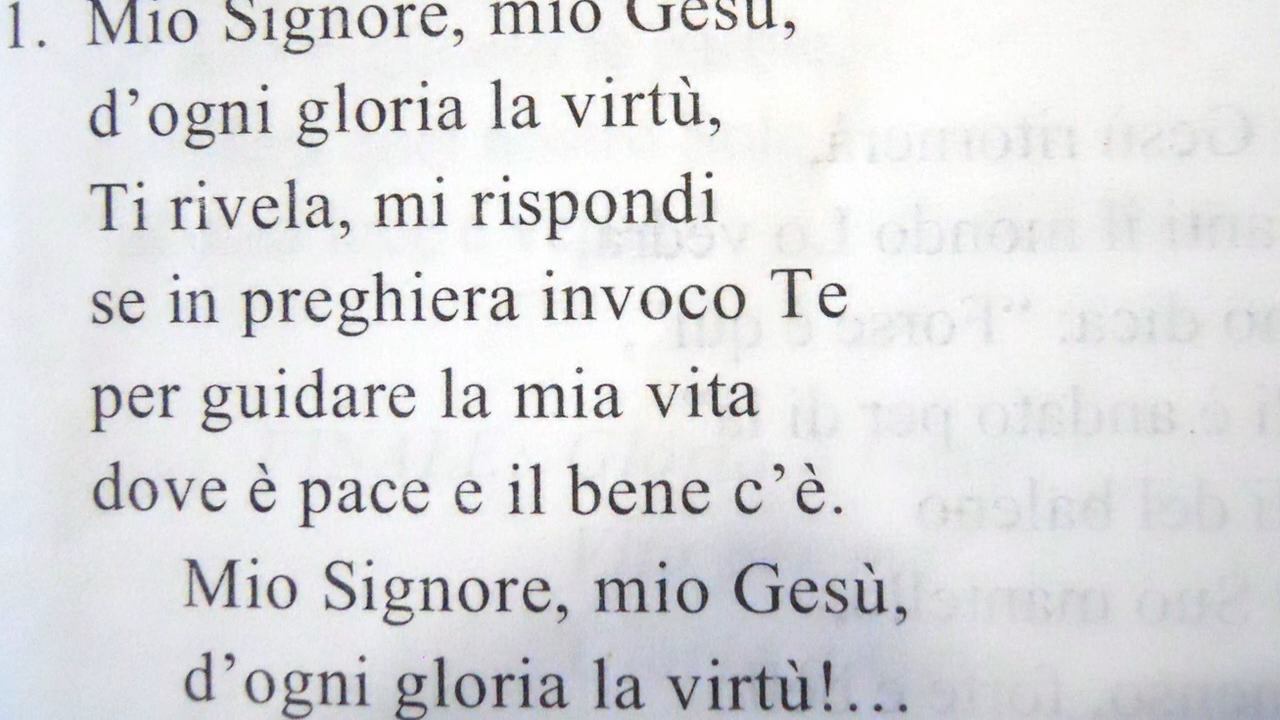 1. Mio Signore, mio Gesù,
d’ogni gloria la virtù,
Ti rivela, mi rispondi
se in preghiera invoco Te
per guidare la mia vita
dove è pace e il bene c’è.
Mio Signore, mio Gesù,
d’ogni gloria la virtù!...